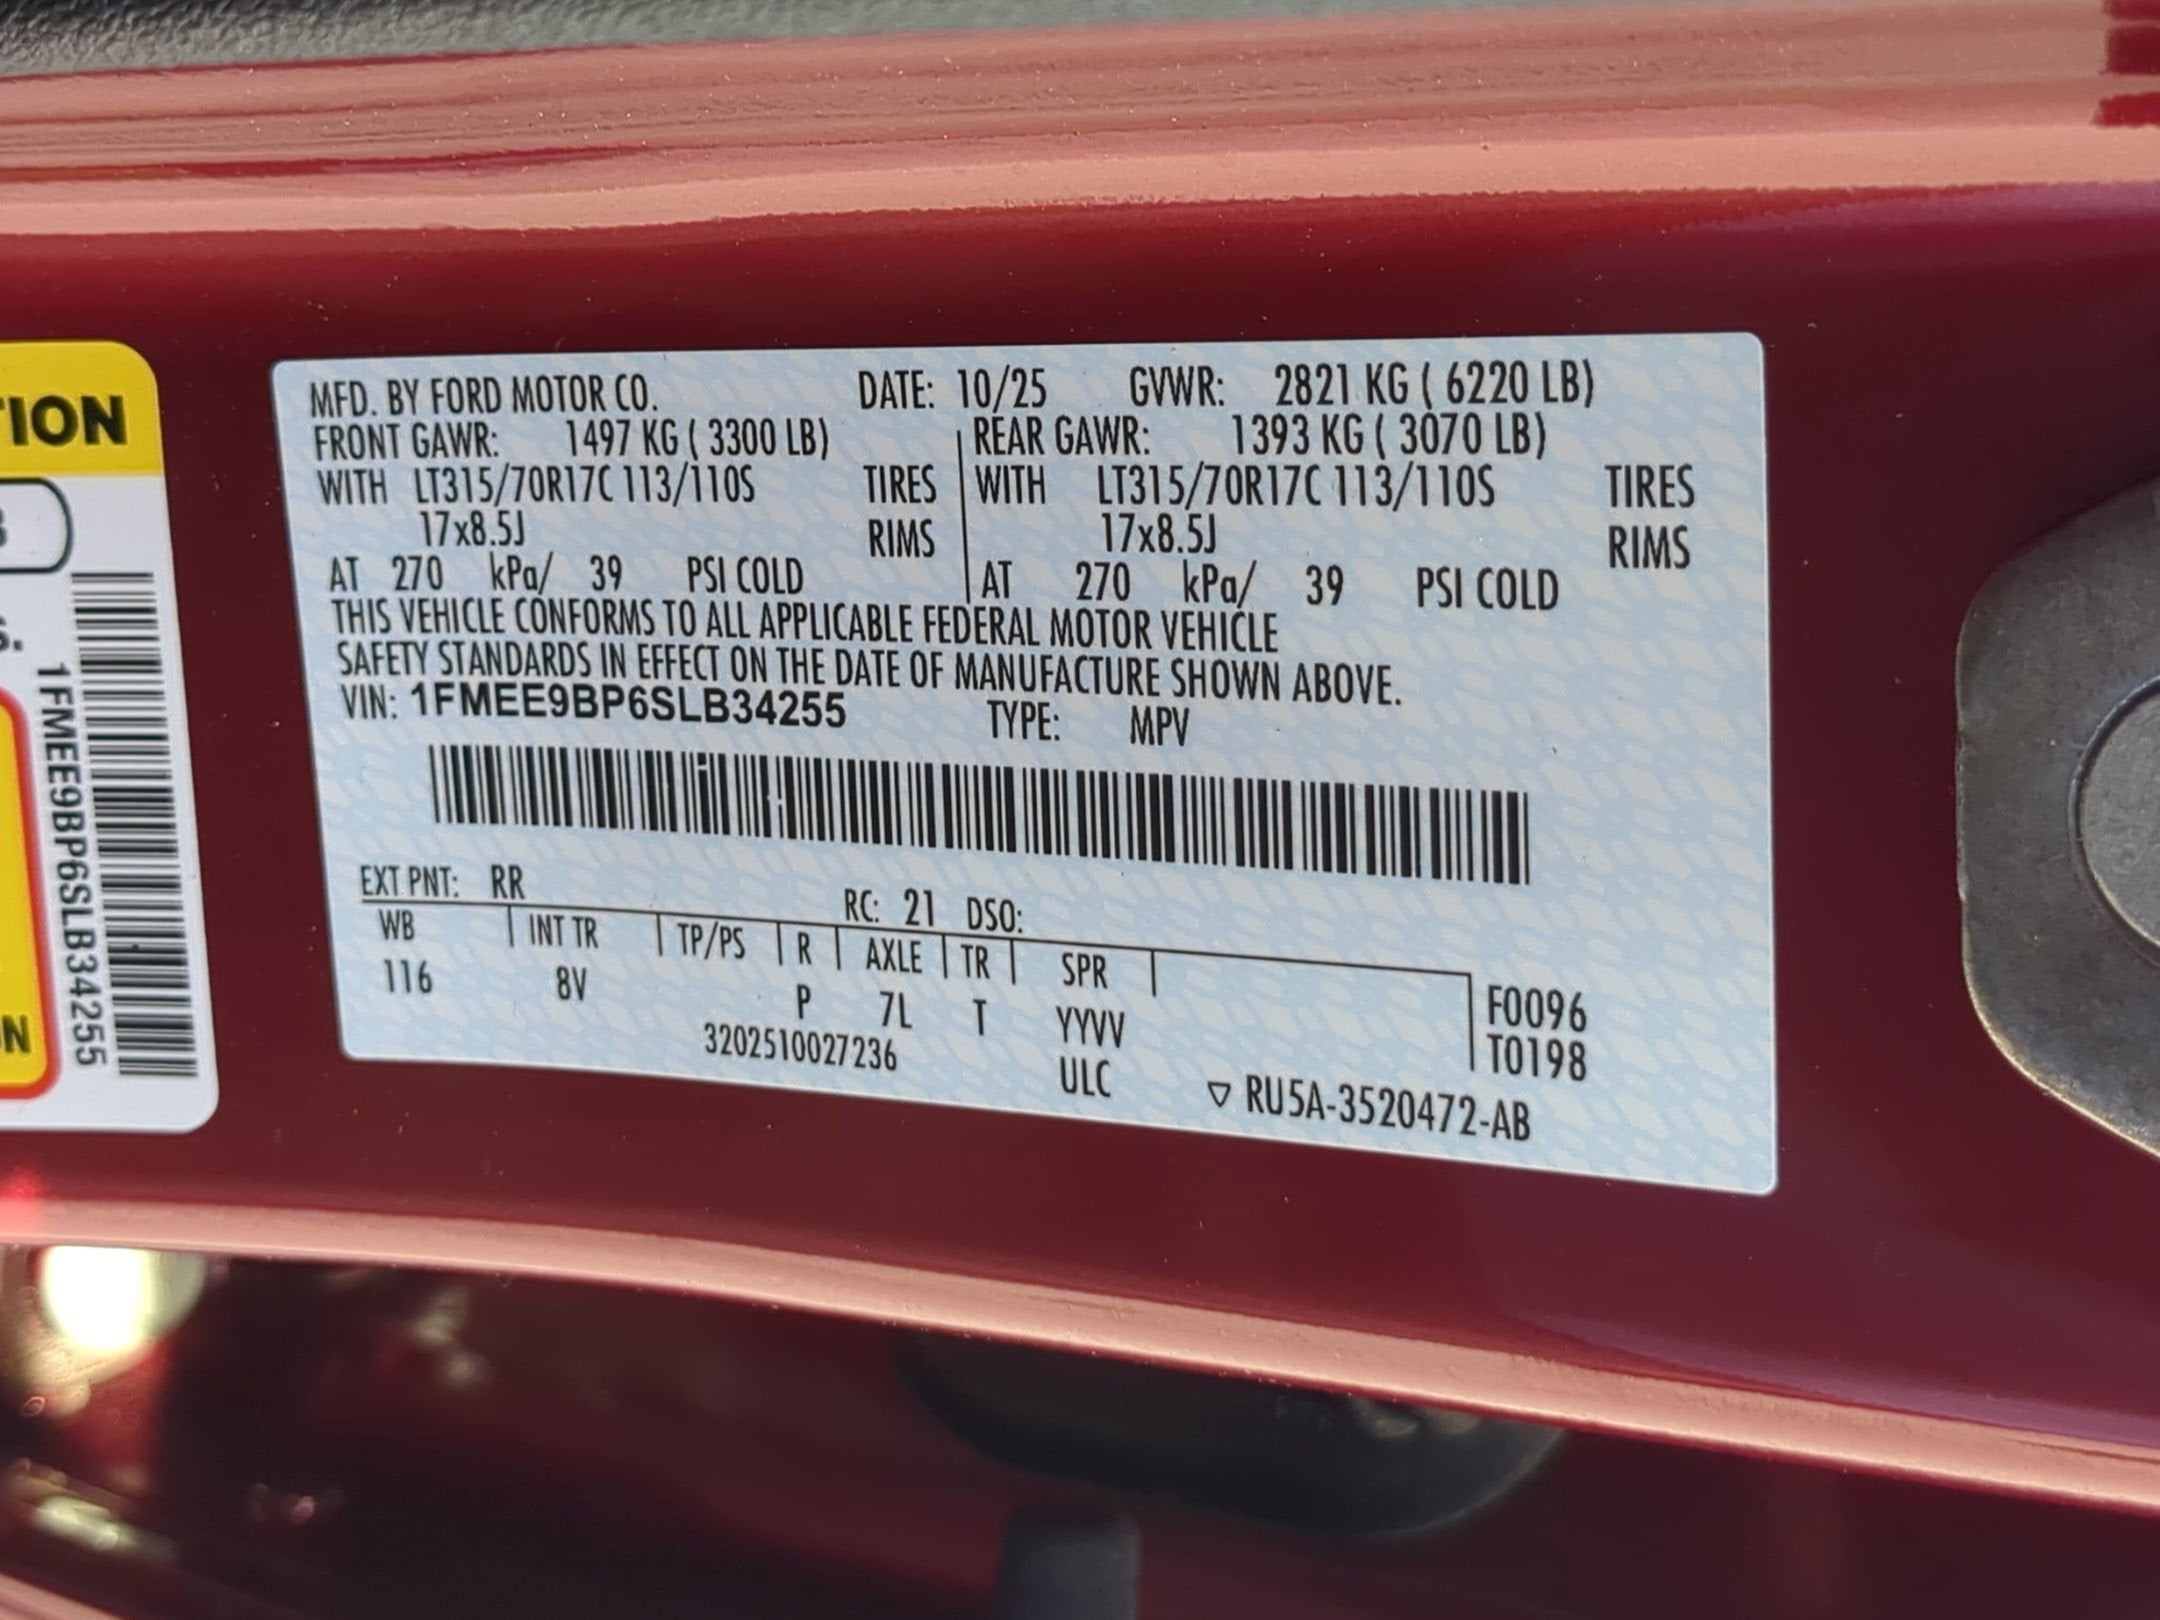 MFD. BY FORD MOTOR CO. DATE: 10/25 GVWR: 2821 KG ( 6220 LB)
FRONT GAWR: 1497 KG ( 3300 LB) REAR GAWR: 1393 KG ( 3070 LB)
WITH LT315/70R17C 113/110S TIRES WITH LT315/70R17C 113/110S TIRES
17x8.5J RIMS 17x8.5J RIMS
AT 270 kPa/ 39 PSI COLD AT 270 kPa/ 39 PSI COLD
THIS VEHICLE CONFORMS TO ALL APPLICABLE FEDERAL MOTOR VEHICLE
SAFETY STANDARDS IN EFFECT ON THE DATE OF MANUFACTURE SHOWN ABOVE.
VIN: 1FMEE9BP6SLB34255 TYPE: MPV
EXT PNT: RR RC: 21 DSO:
WB INT TR TP/PS R AXLE TR SPR
116 8V P 7L T YYVV F0096
3202510027236 ULC T0198
▽ RU5A-3520472-AB
1FMEE9BP6SLB34255